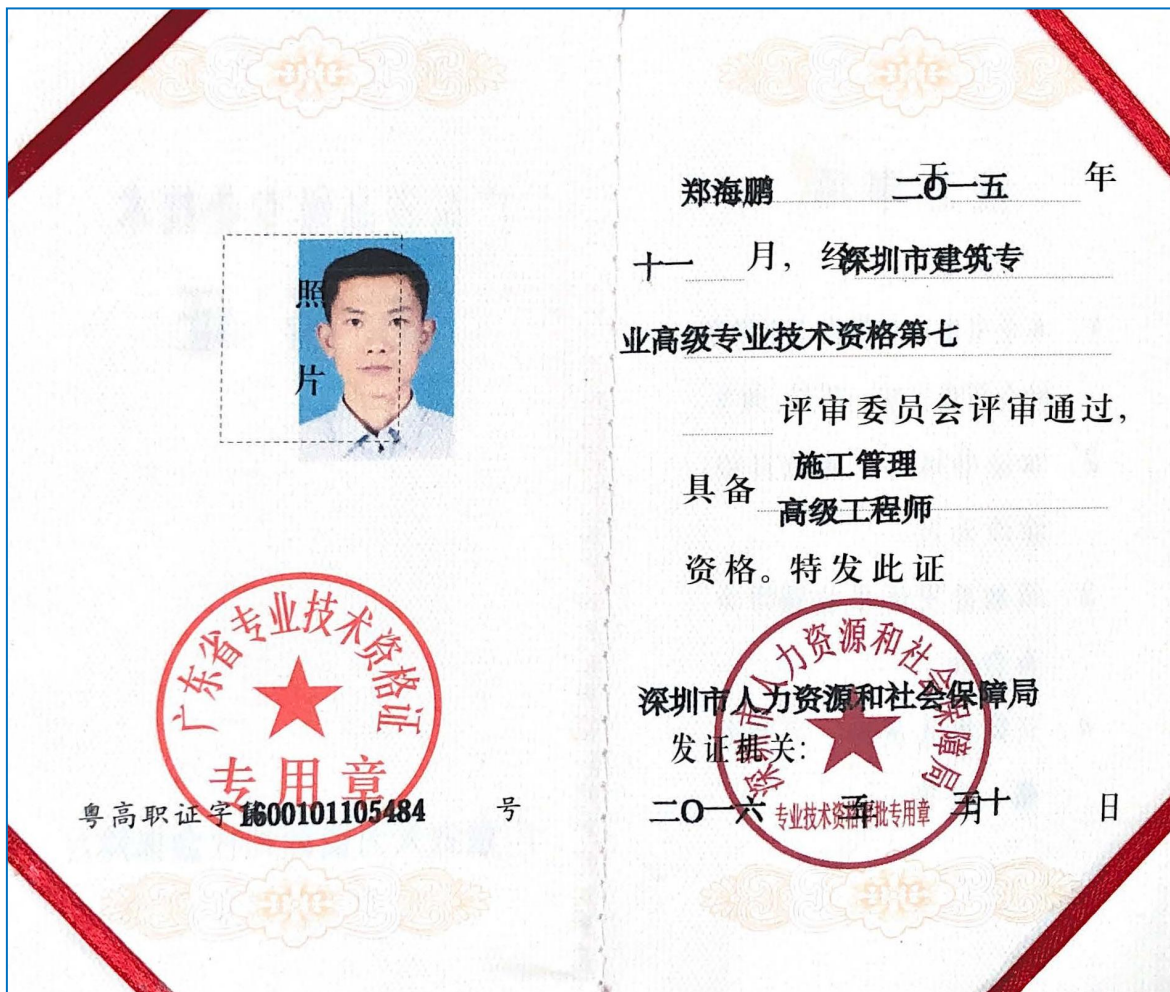 照
片
广东省专业技术资格证
专用章
粤高职证字第1600101105484 号
郑海鹏 于二〇一五 年
十一 月，经深圳市建筑专
业高级专业技术资格第七
评审委员会评审通过，
具备 施工管理
高级工程师
资格。特发此证
深圳市人力资源和社会保障局
深圳市人力资源和社会保障局
发证机关：
专业技术资格审批专用章
二〇一六 年 三 月 十 日